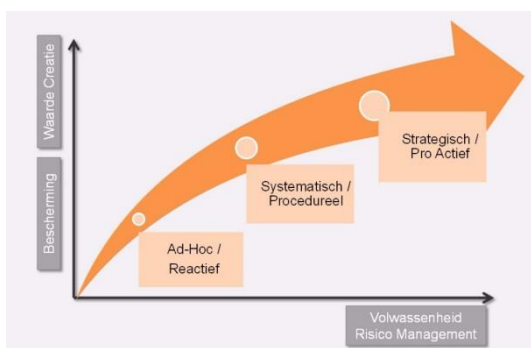 Waarde Creatie
Bescherming
Strategisch /
Pro Actief
Systematisch /
Procedureel
Ad-Hoc /
Reactief
Volwassenheid
Risico Management